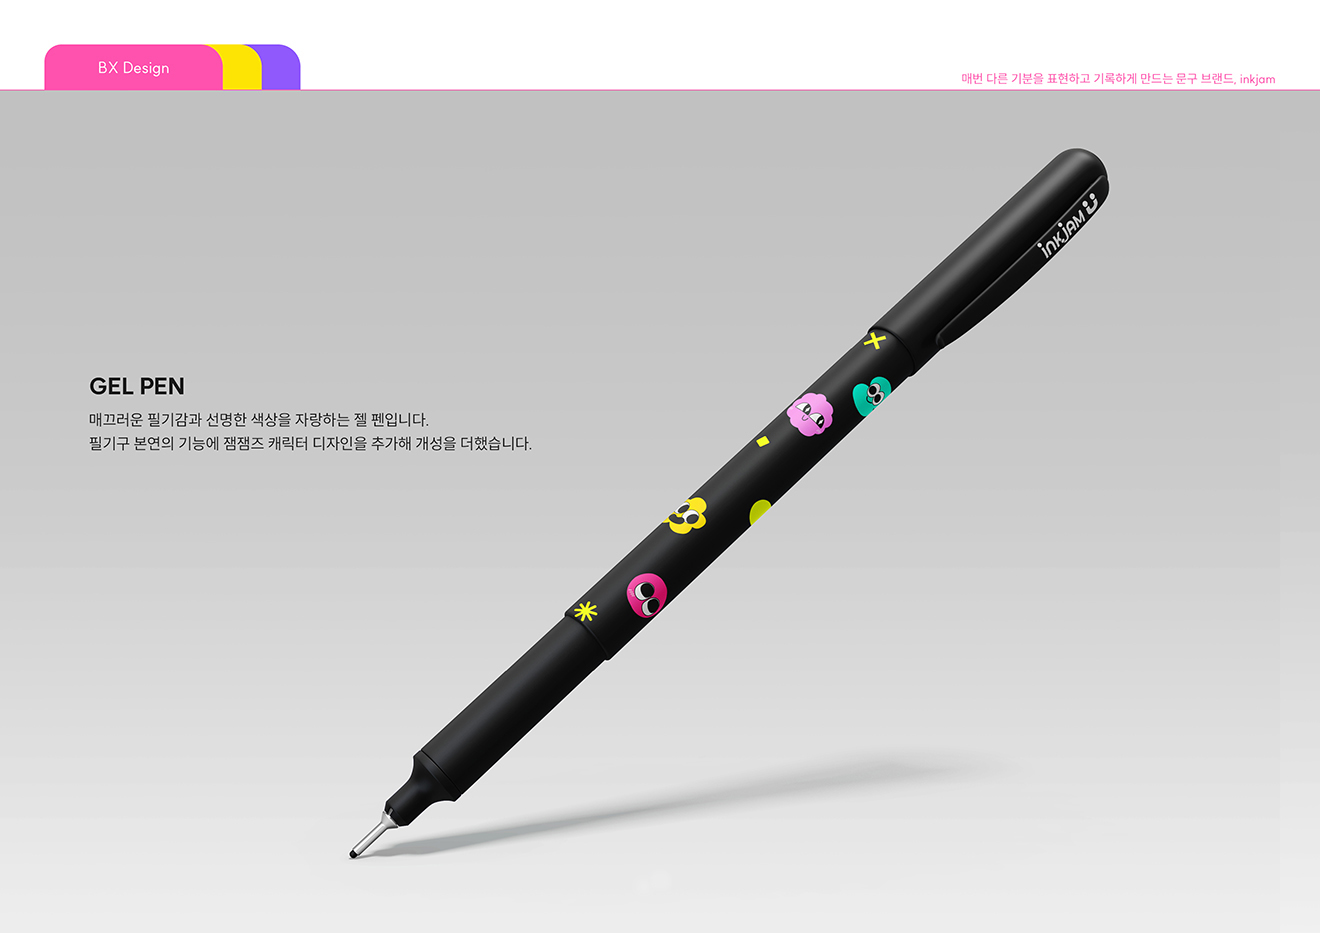 BX Design
매번 다른 기분을 표현하고 기록하게 만드는 문구 브랜드, inkjam
inkjam
GEL PEN
매끄러운 필기감과 선명한 색상을 자랑하는 젤 펜입니다.
필기구 본연의 기능에 잼잼즈 캐릭터 디자인을 추가해 개성을 더했습니다.